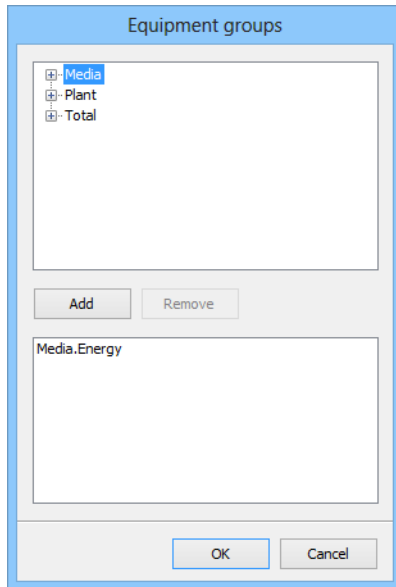 Equipment groups
Media
Plant
Total
Add Remove
Media.Energy
OK Cancel